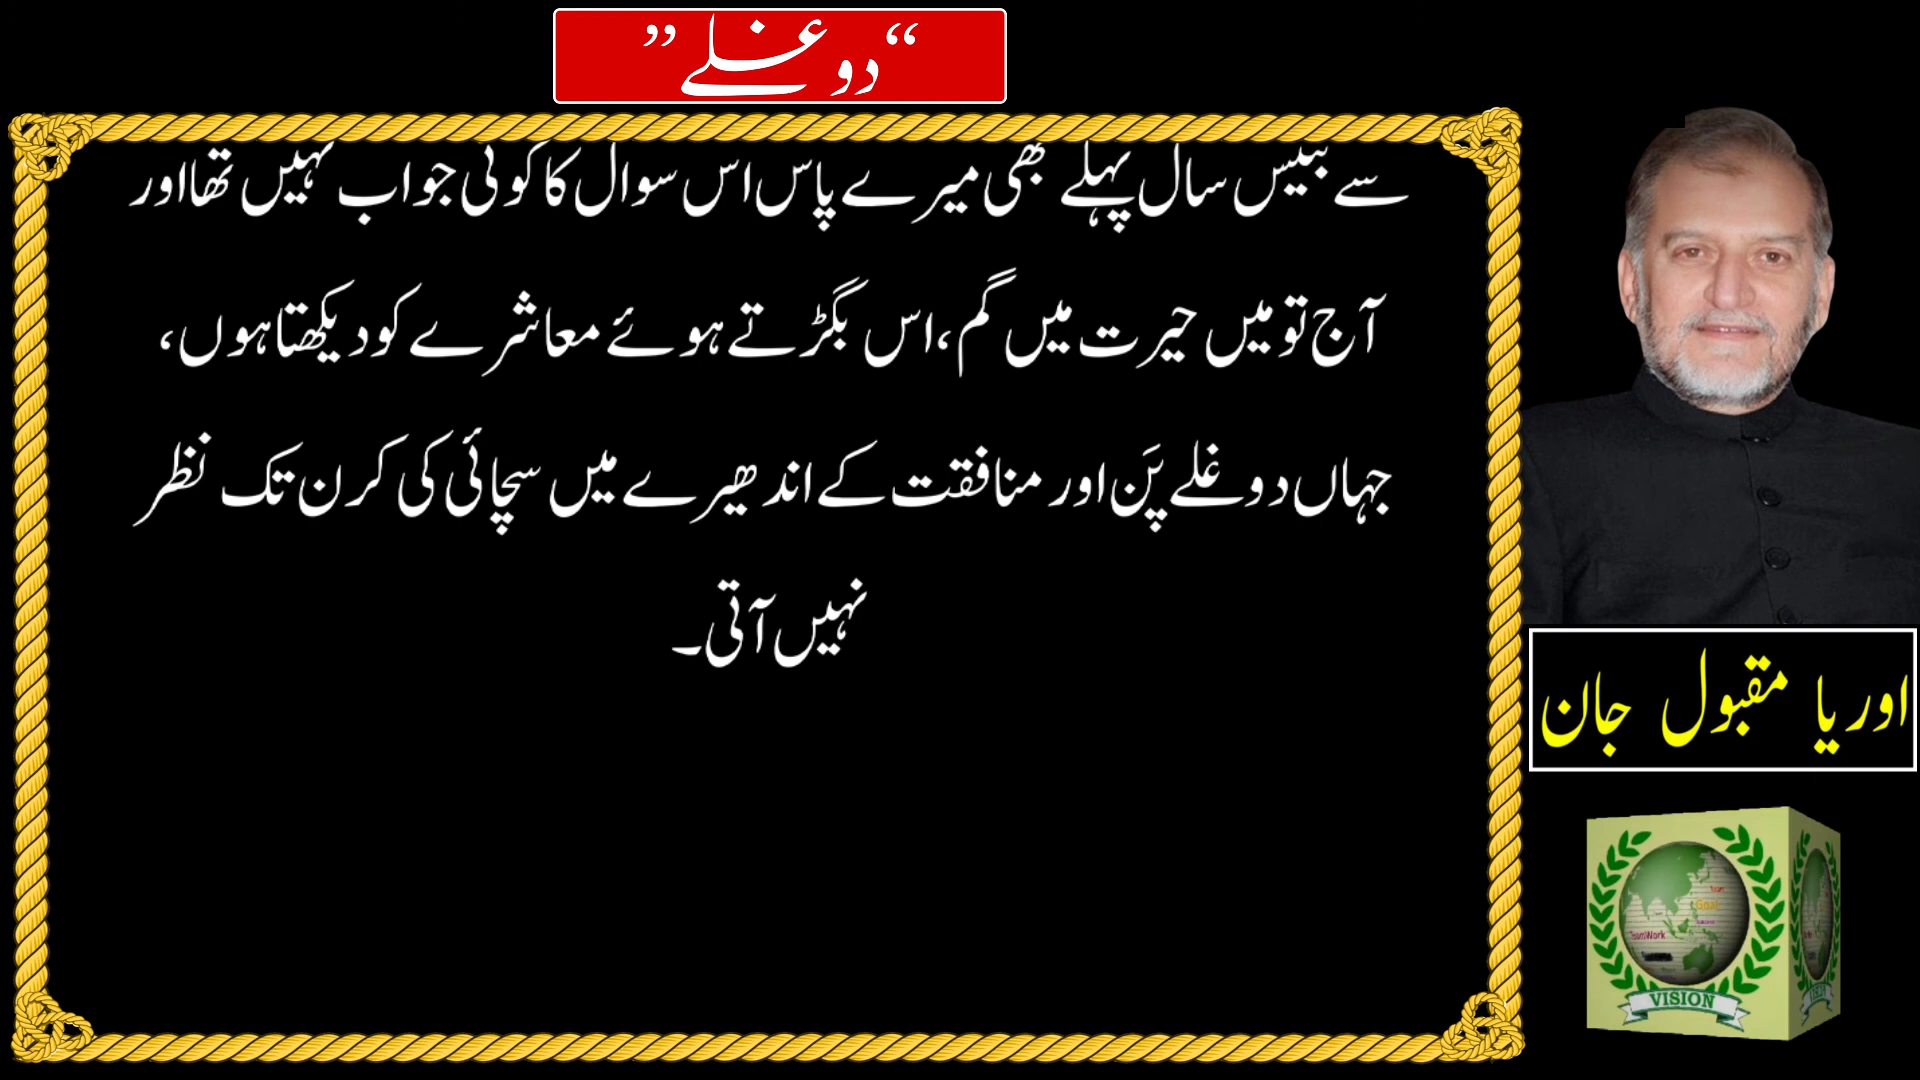 “دوغلے”
سے بیس سال پہلے بھی میرے پاس اس سوال کا کوئی جواب نہیں تھا اور
آج تو میں حیرت میں گم، اس بگڑتے ہوئے معاشرے کو دیکھتا ہوں،
جہاں دوغلے پَن اور منافقت کے اندھیرے میں سچائی کی کرن تک نظر
نہیں آتی۔
اوریا مقبول جان
TeamWork
VISION